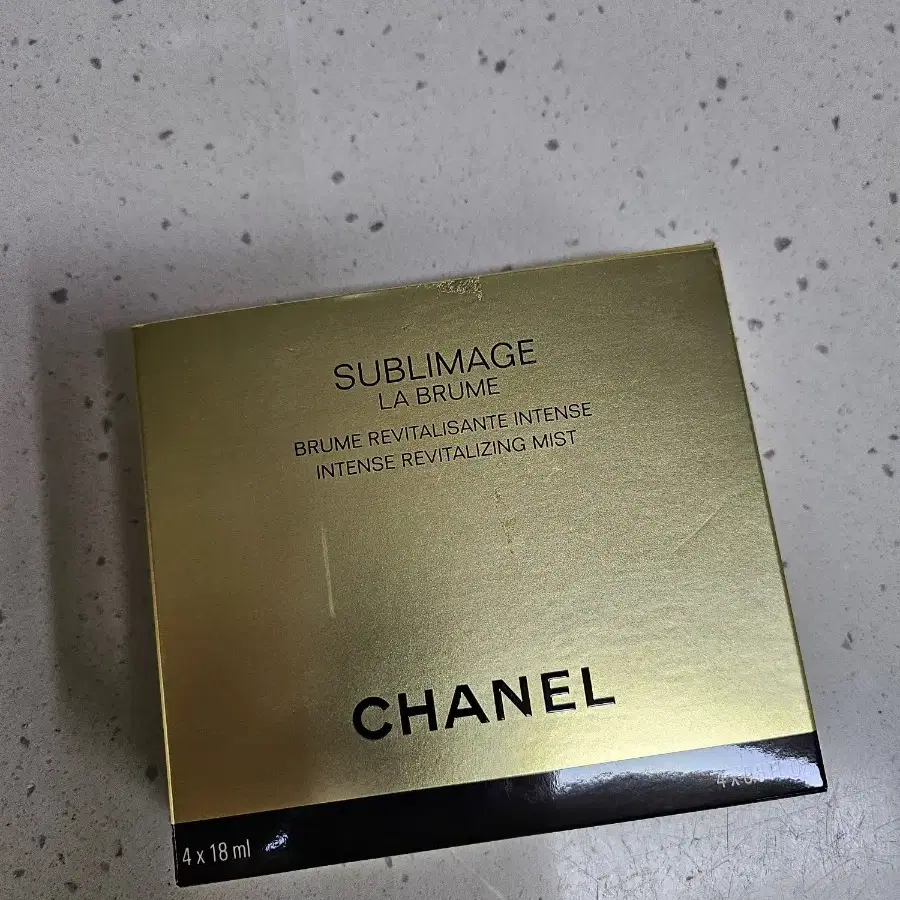 SUBLIMAGE
LA BRUME
BRUME REVITALISANTE INTENSE
INTENSE REVITALIZING MIST
CHANEL
4 x 18 ml